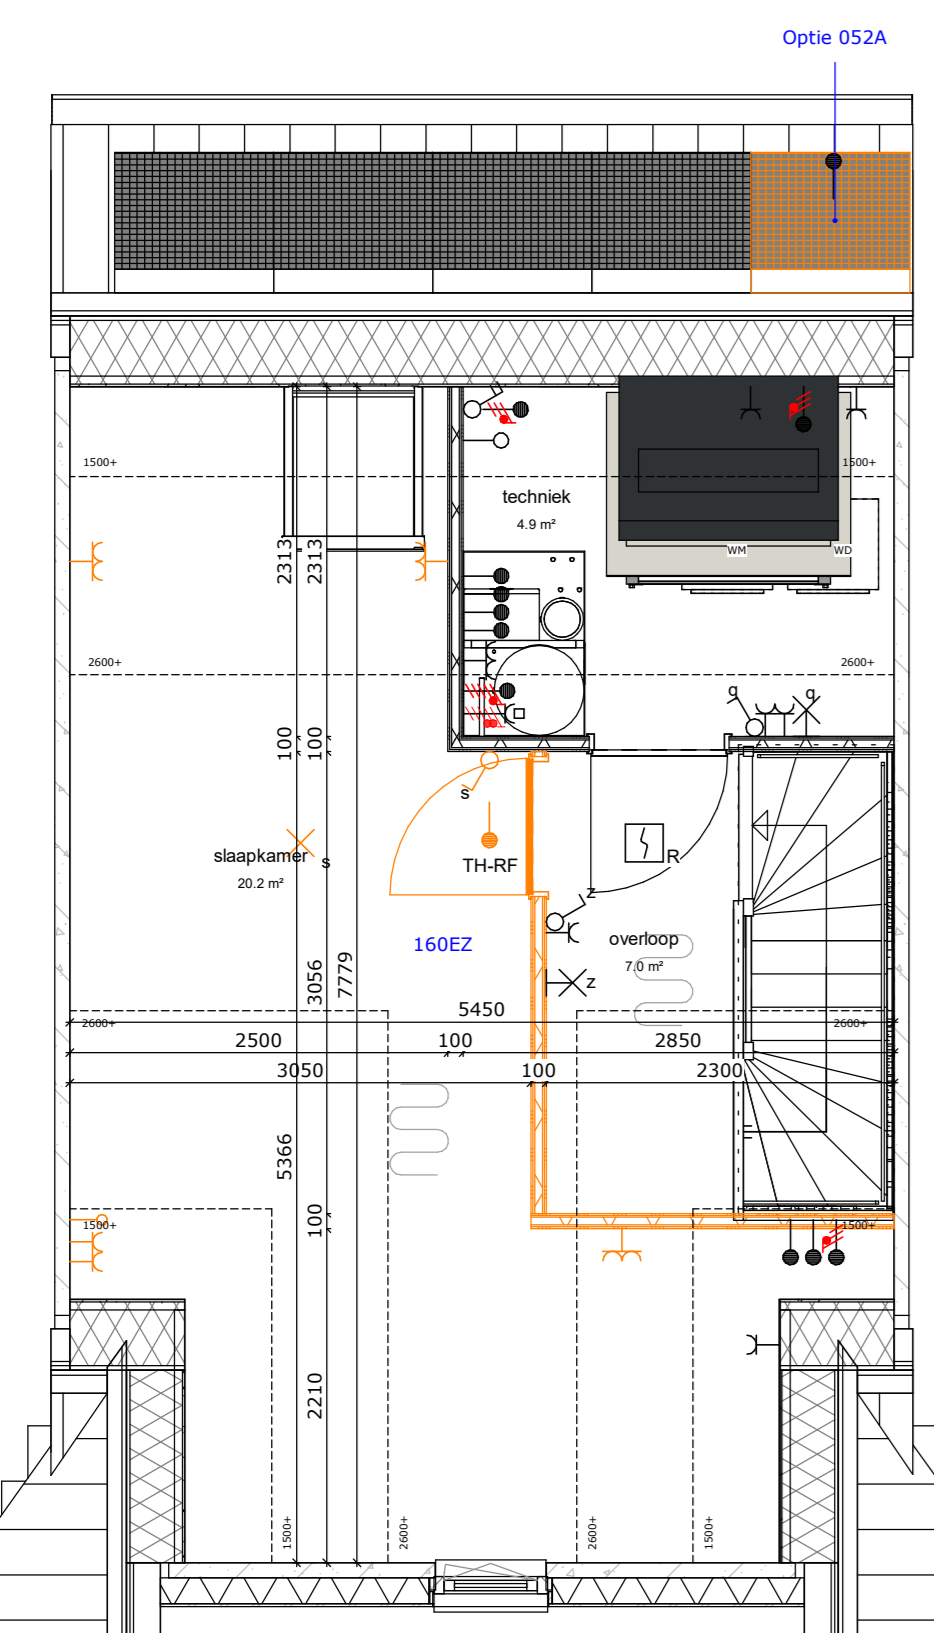 Optie 052A
1500+
1500+
techniek
4.9 m²
WM
WD
2313
2313
2600+
2600+
q
q
100
100
s
slaapkamer
s
20.2 m²
TH-RF
R
z
160EZ
overloop
7.0 m²
z
3056
7779
2600+
2600+
5450
2500
100
2850
3050
100
2300
5366
100
1500+
1500+
2210
1500+
2600+
2600+
1500+